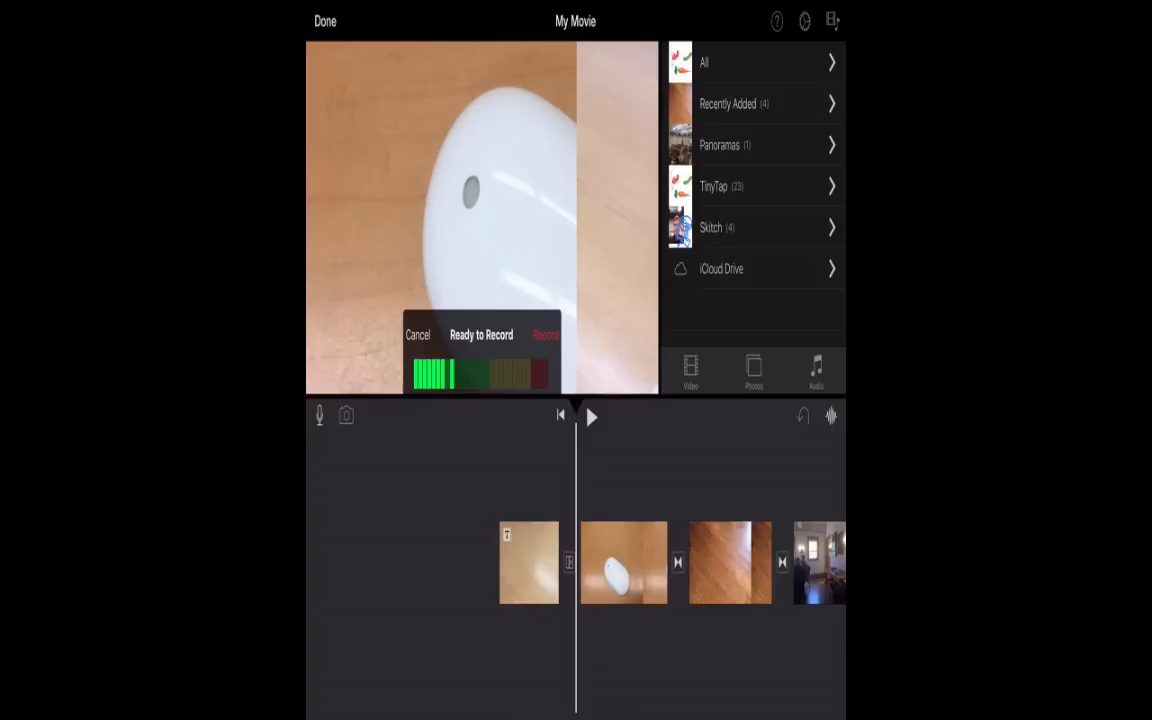 Done
My Movie
?
All
Recently Added (4)
Panoramas (1)
TinyTap (23)
Skitch (4)
iCloud Drive
Cancel
Ready to Record
Record
Video
Photos
Audio
T